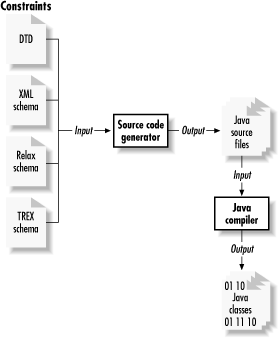 Constraints
DTD
XML
schema
Relax
schema
TREX
schema
Input
Source code
generator
Output
Java
source
files
Input
Java
compiler
Output
01 10
Java
classes
01 11 10